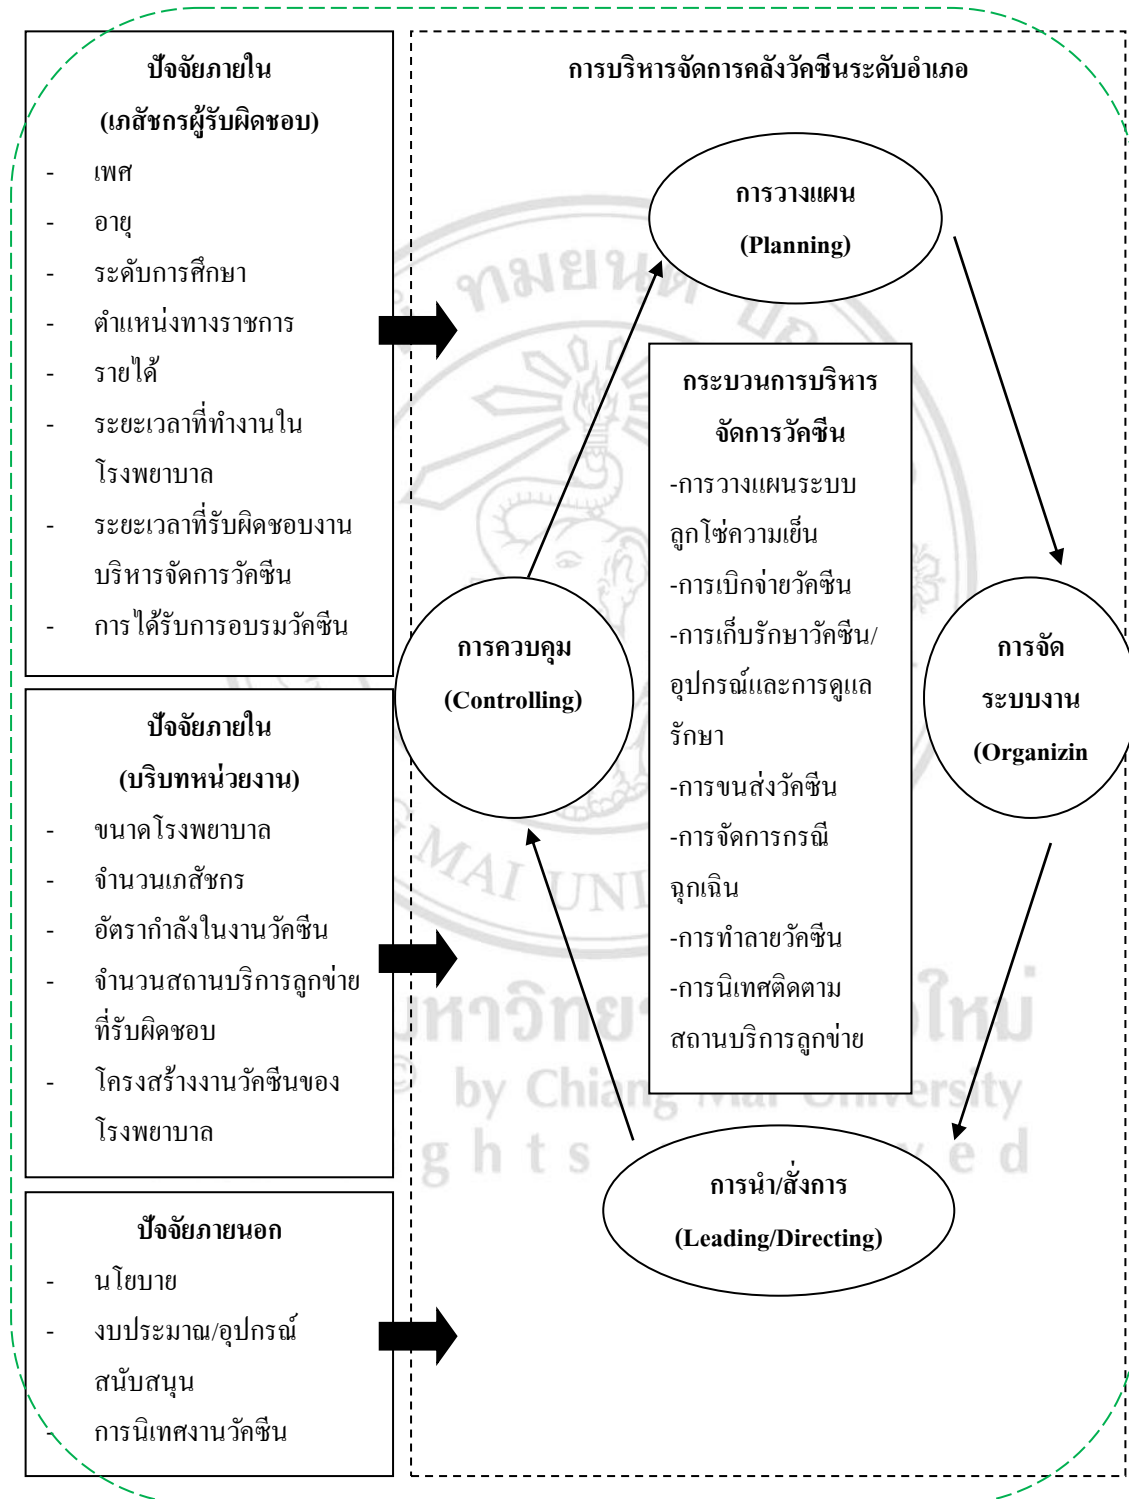 ปัจจัยภายใน
(เภสัชกรผู้รับผิดชอบ)
- เพศ
- อายุ
- ระดับการศึกษา
- ตำแหน่งทางราชการ
- รายได้
- ระยะเวลาที่ทำงานใน
โรงพยาบาล
- ระยะเวลาที่รับผิดชอบงาน
บริหารจัดการวัคซีน
- การได้รับการอบรมวัคซีน
ปัจจัยภายใน
(บริบทหน่วยงาน)
- ขนาดโรงพยาบาล
- จำนวนเภสัชกร
- อัตรากำลังในงานวัคซีน
- จำนวนสถานบริการลูกข่าย
ที่รับผิดชอบ
- โครงสร้างงานวัคซีนของ
โรงพยาบาล
ปัจจัยภายนอก
- นโยบาย
- งบประมาณ/อุปกรณ์
สนับสนุน
- การนิเทศงานวัคซีน
การบริหารจัดการคลังวัคซีนระดับอำเภอ
การวางแผน
(Planning)
กระบวนการบริหาร
จัดการวัคซีน
-การวางแผนระบบ
ลูกโซ่ความเย็น
-การเบิกจ่ายวัคซีน
-การเก็บรักษาวัคซีน/
อุปกรณ์และการดูแล
รักษา
-การขนส่งวัคซีน
-การจัดการกรณี
ฉุกเฉิน
-การทำลายวัคซีน
-การนิเทศติดตาม
สถานบริการลูกข่าย
การควบคุม
(Controlling)
การจัด
ระบบงาน
(Organizin
การนำ/สั่งการ
(Leading/Directing)
by Chiang Mai University